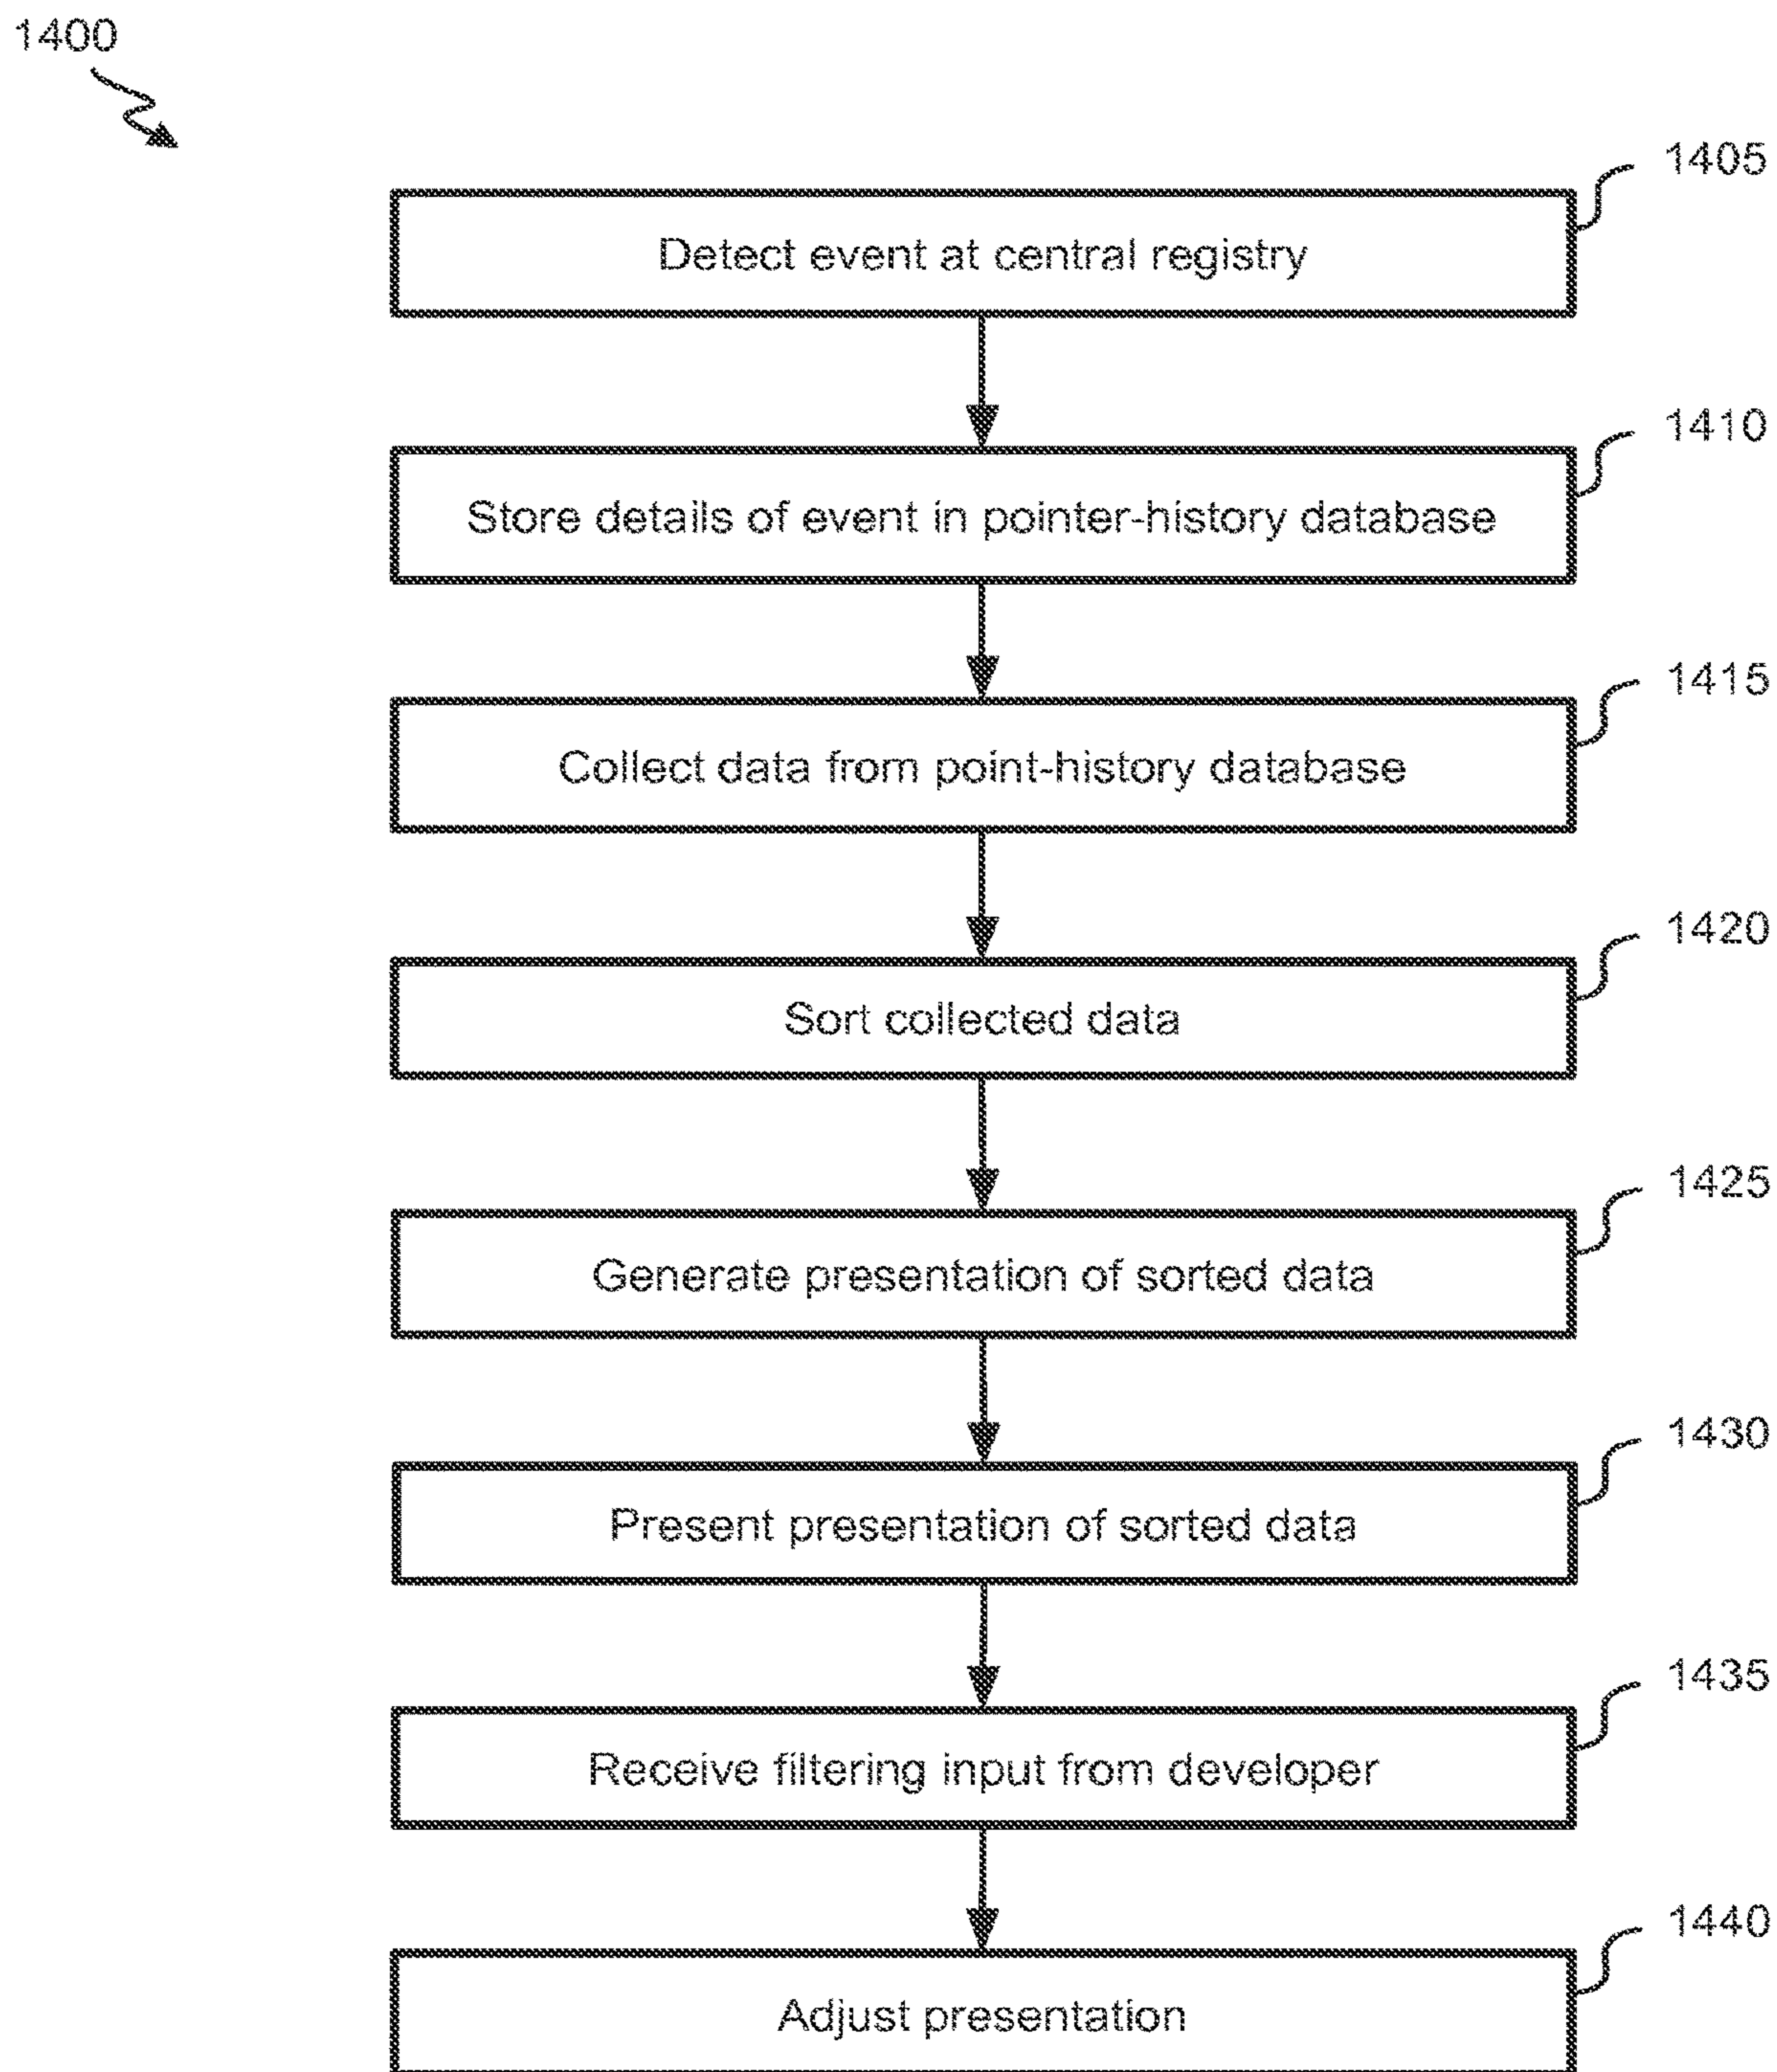 1400
1405
Detect event at central registry
1410
Store details of event in pointer-history database
1415
Collect data from point-history database
1420
Sort collected data
1425
Generate presentation of sorted data
1430
Present presentation of sorted data
1435
Receive filtering input from developer
1440
Adjust presentation